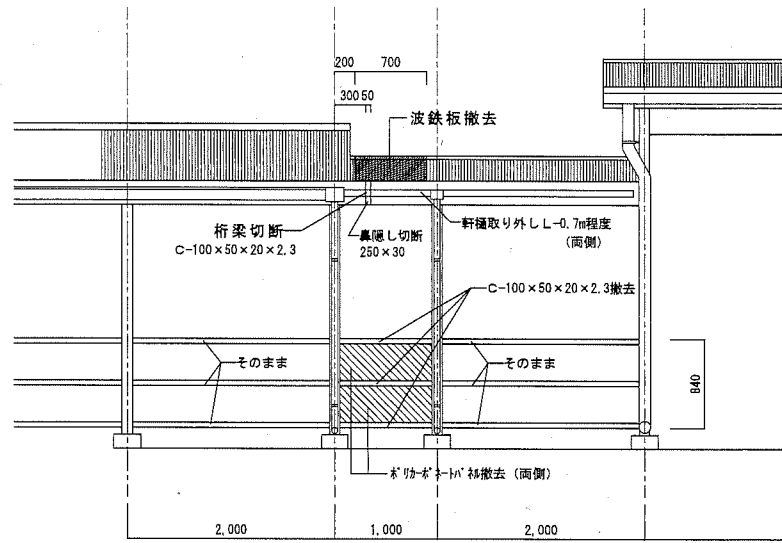 200 700
300 50
波鉄板撤去
桁梁切断
C-100×50×20×2.3
鼻隠し切断
250×30
軒樋取り外し L-0.7m程度
(両側)
C-100×50×20×2.3撤去
そのまま
そのまま
840
ポリカーボネートパネル撤去 (両側)
2,000 1,000 2,000